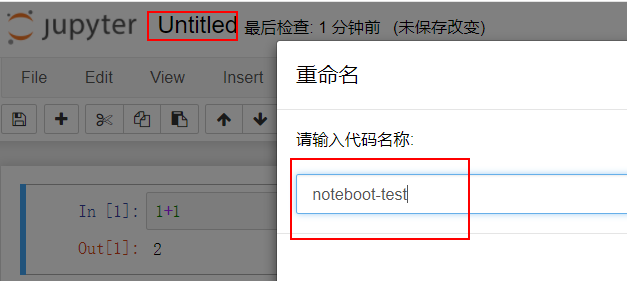 jupyter Untitled 最后检查: 1 分钟前 (未保存改变)
File Edit View Insert
重命名
请输入代码名称:
noteboot-test
In [1]: 1+1
Out[1]: 2